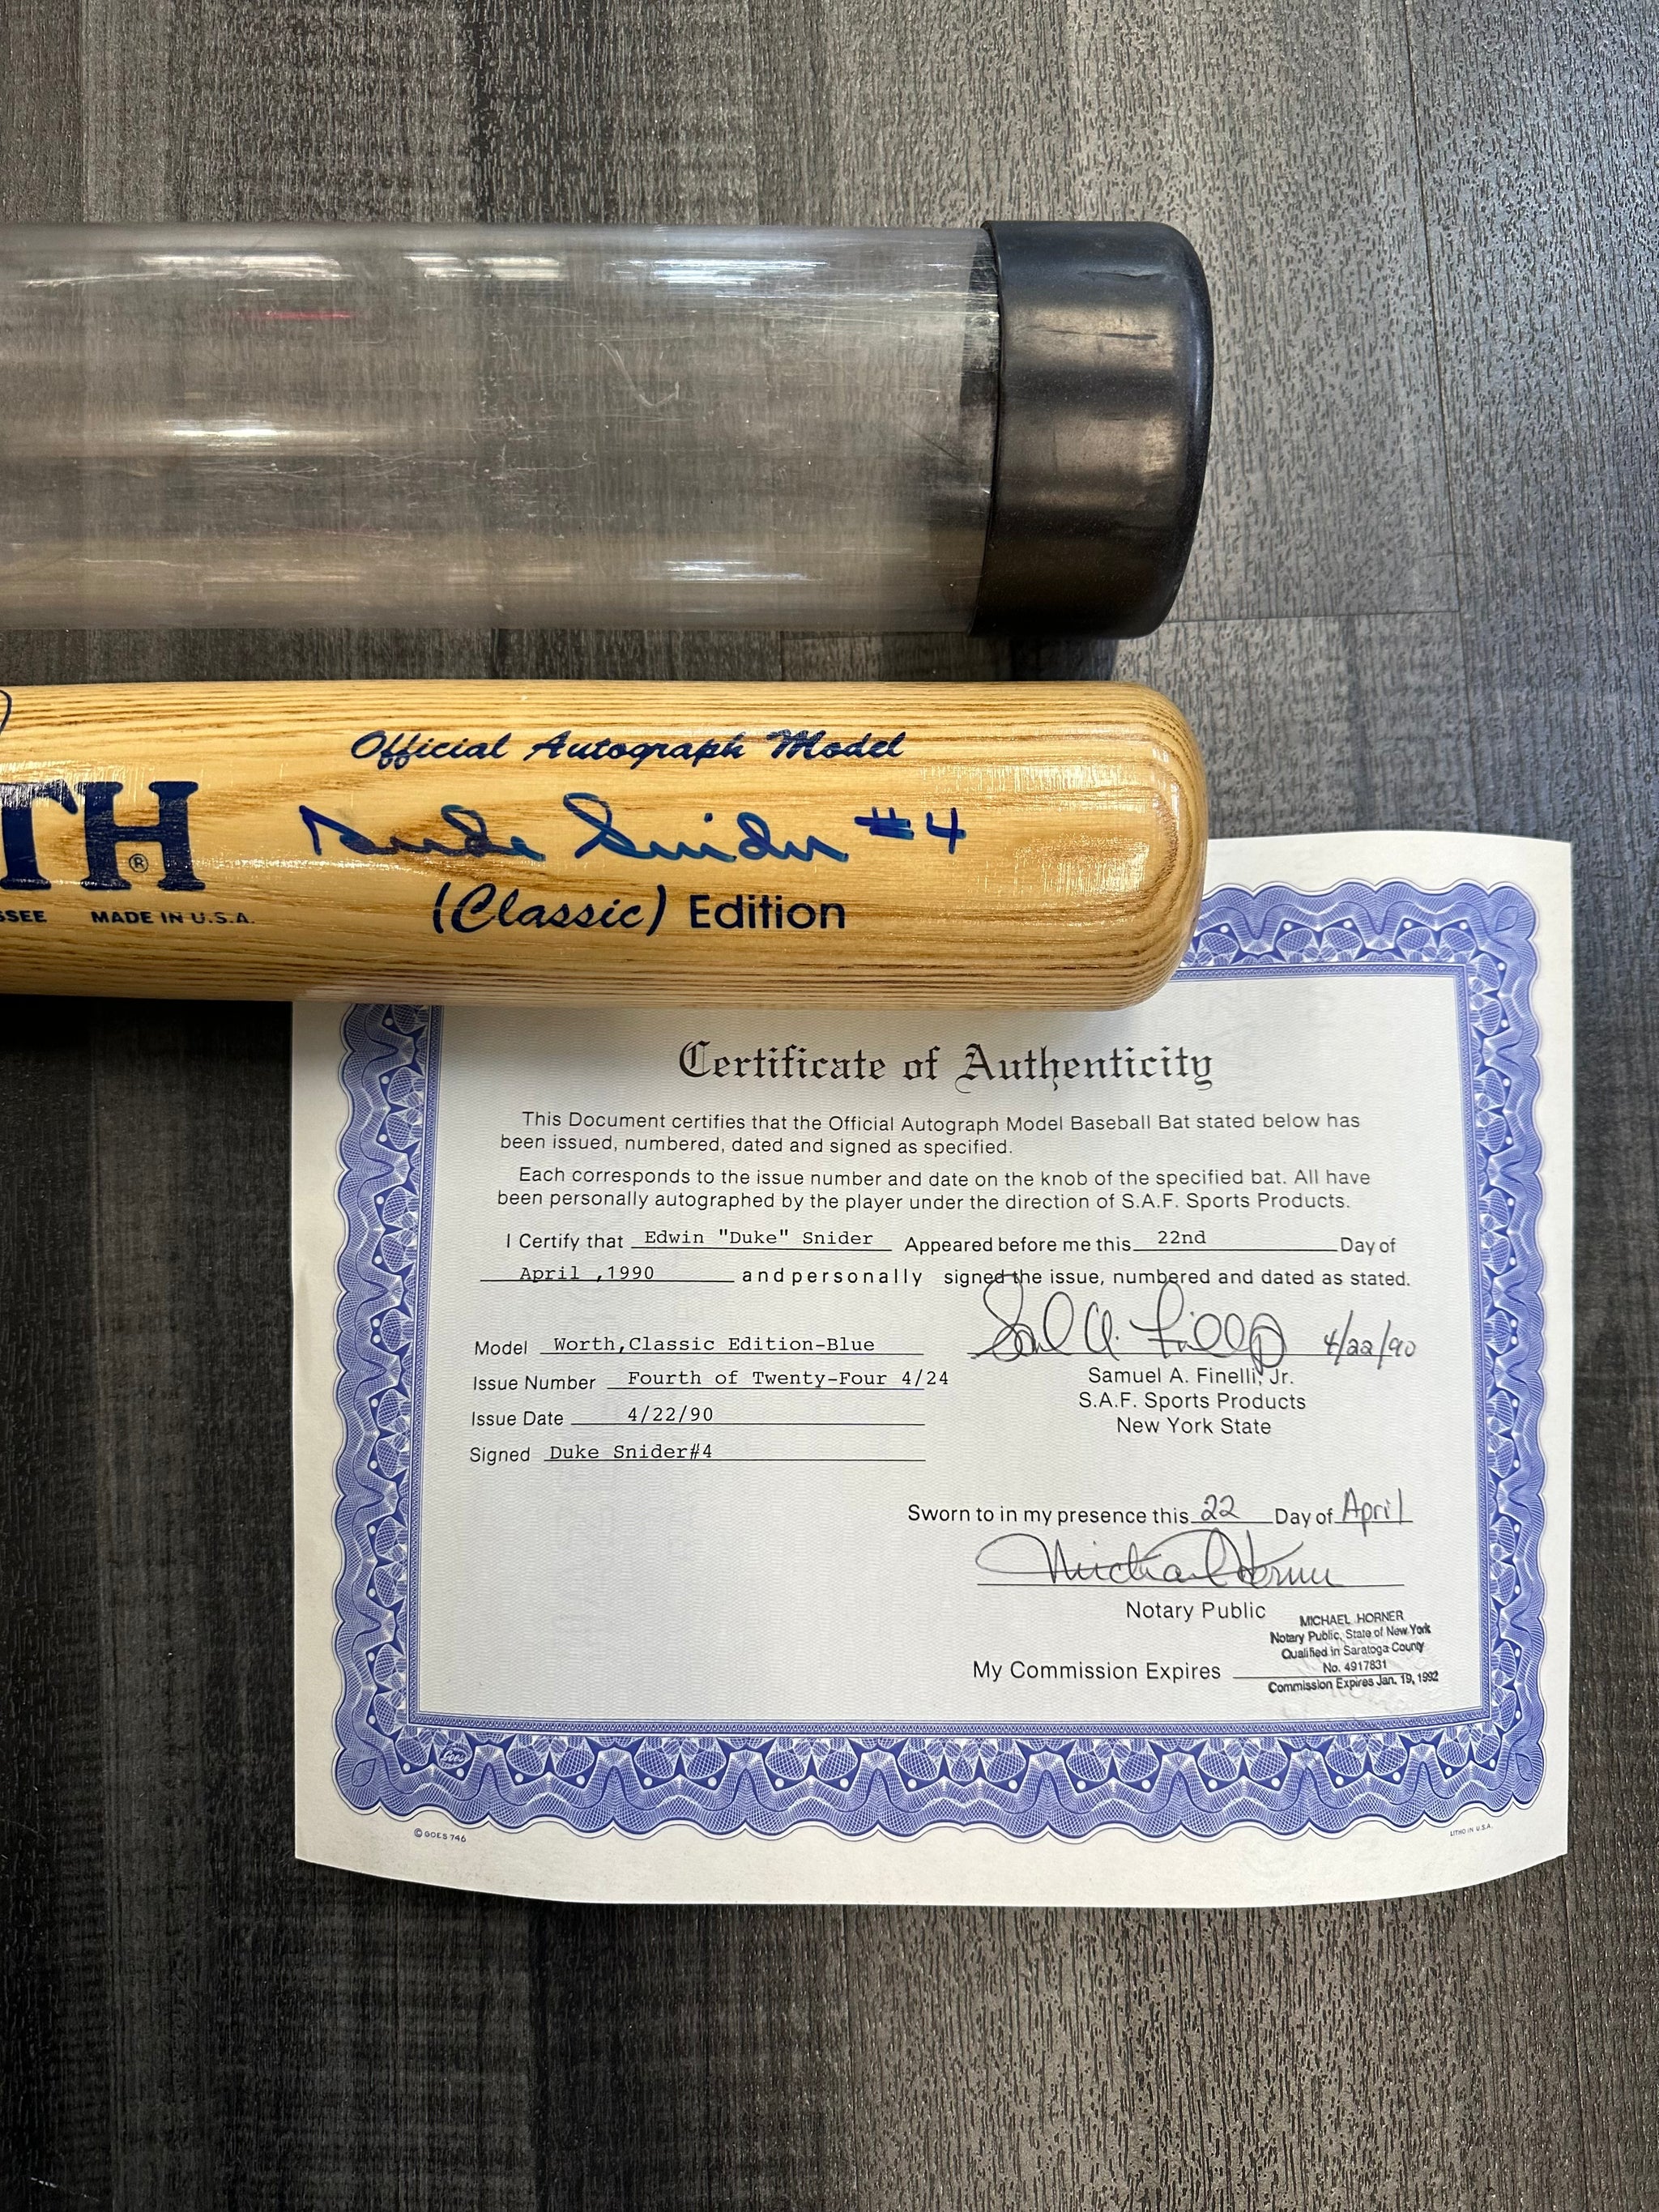 Official Autograph Model
TH ®
Duke Snider #4
SSEE MADE IN U.S.A.
(Classic) Edition
Certificate of Authenticity
This Document certifies that the Official Autograph Model Baseball Bat stated below has
been issued, numbered, dated and signed as specified.
Each corresponds to the issue number and date on the knob of the specified bat. All have
been personally autographed by the player under the direction of S.A.F. Sports Products.
I Certify that Edwin "Duke" Snider Appeared before me this 22nd Day of
April ,1990 and personally signed the issue, numbered and dated as stated.
Model Worth,Classic Edition-Blue
Issue Number Fourth of Twenty-Four 4/24
Issue Date 4/22/90
Signed Duke Snider#4
4/22/90
Samuel A. Finelli, Jr.
S.A.F. Sports Products
New York State
Sworn to in my presence this 22 Day of April
Michael Horner
Notary Public
MICHAEL HORNER
Notary Public, State of New York
Qualified in Saratoga County
No. 4917831
My Commission Expires Commission Expires Jan. 19, 1992
© GOES 746
LITHO IN U.S.A.